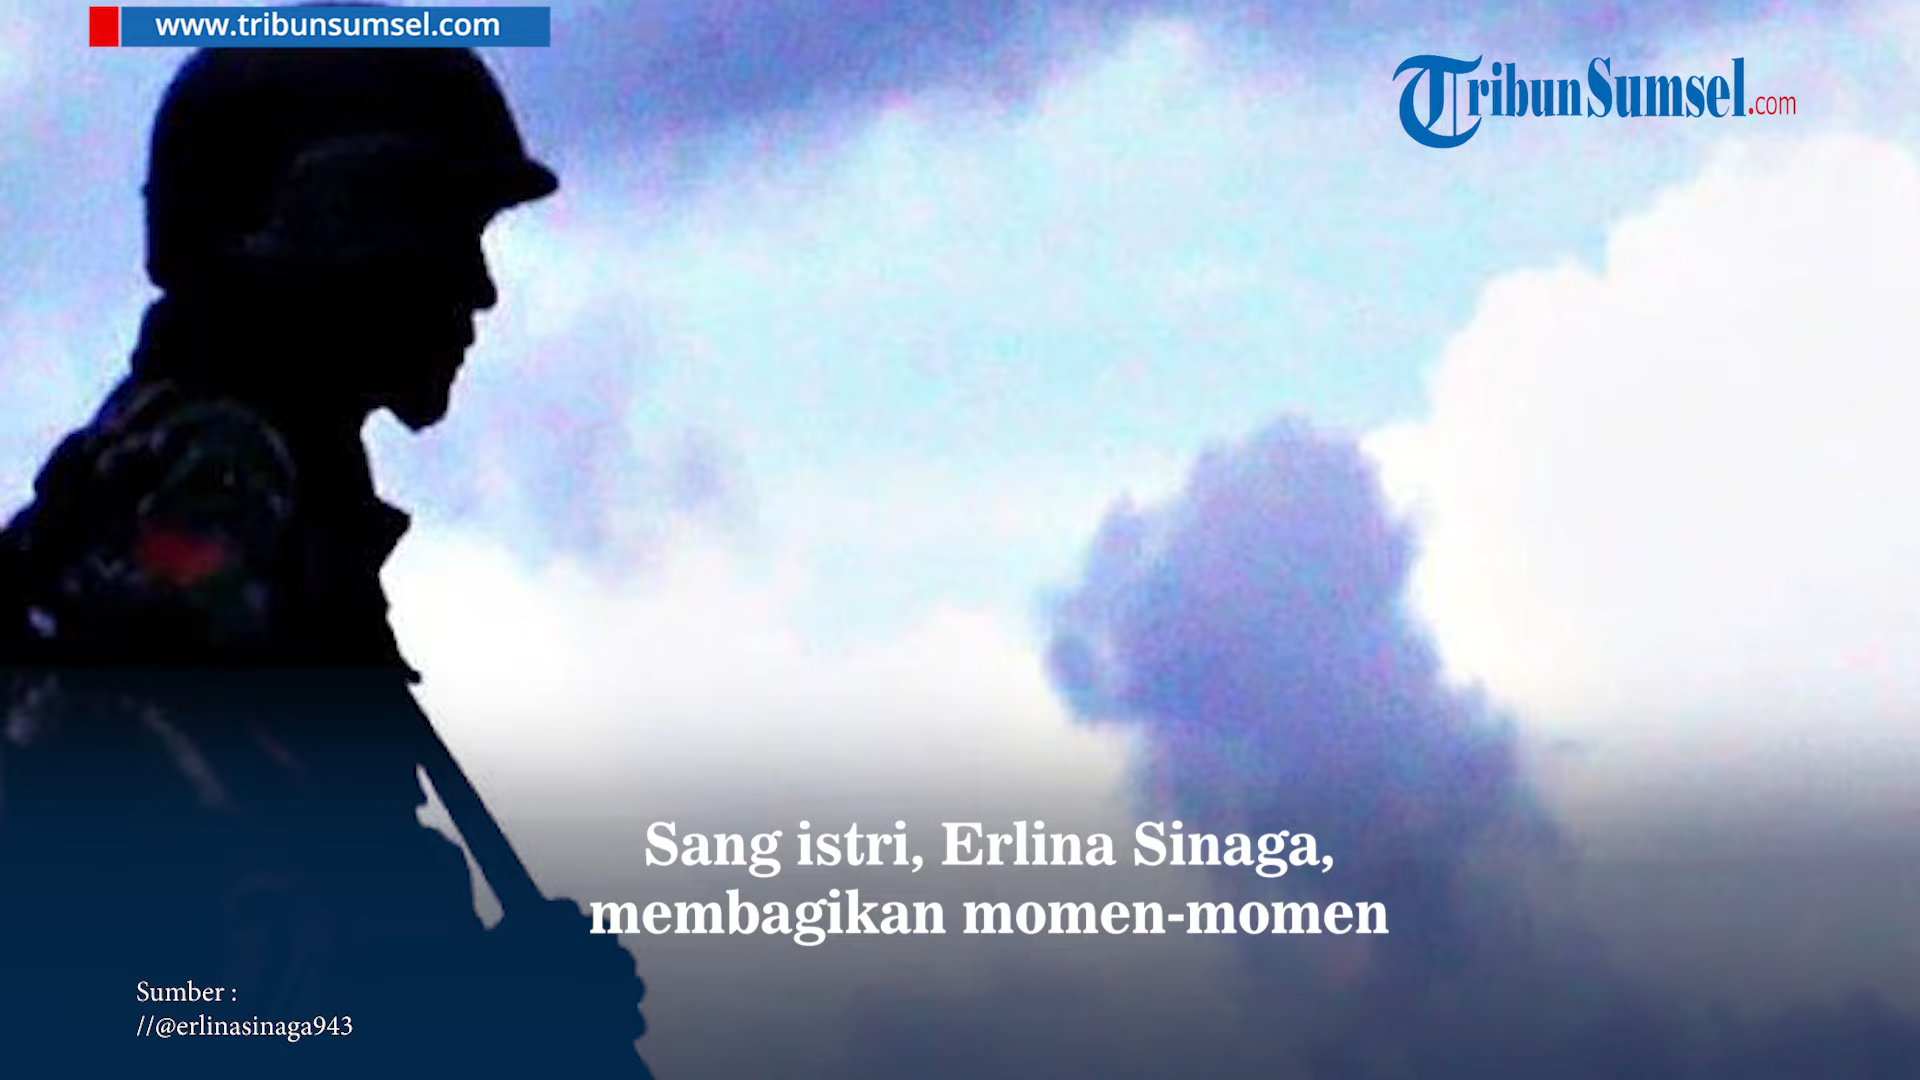 www.tribunsumsel.com
TribunSumsel.com
Sang istri, Erlina Sinaga,
membagikan momen-momen
Sumber :
//@erlinasinaga943